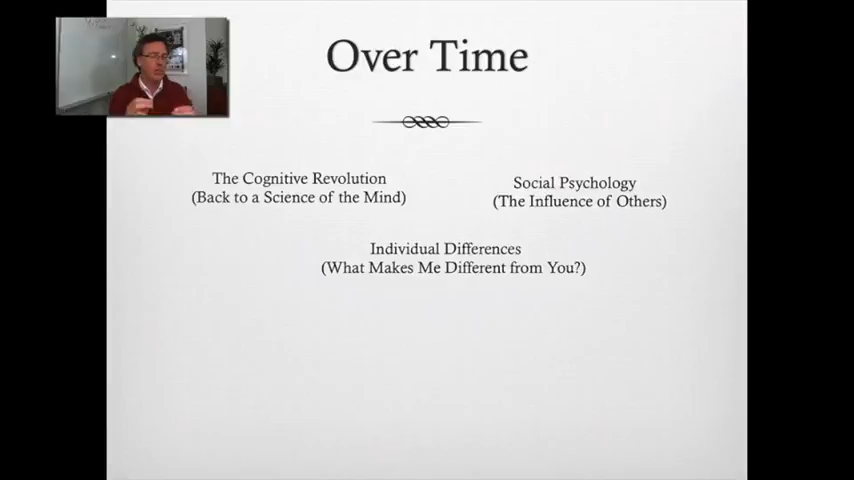 Over Time
The Cognitive Revolution
(Back to a Science of the Mind)
Social Psychology
(The Influence of Others)
Individual Differences
(What Makes Me Different from You?)